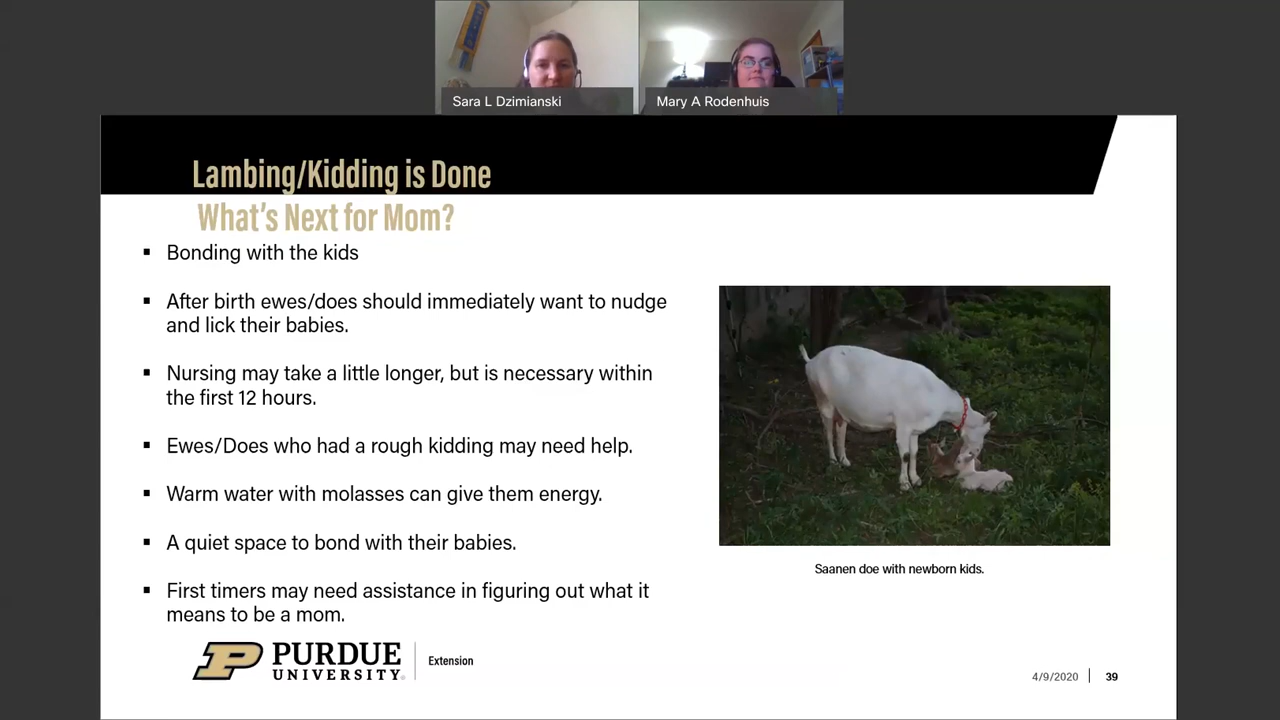 Sara L Dzimianski
Mary A Rodenhuis
Lambing/Kidding is Done
What's Next for Mom?
▪ Bonding with the kids
▪ After birth ewes/does should immediately want to nudge
and lick their babies.
▪ Nursing may take a little longer, but is necessary within
the first 12 hours.
▪ Ewes/Does who had a rough kidding may need help.
▪ Warm water with molasses can give them energy.
▪ A quiet space to bond with their babies.
▪ First timers may need assistance in figuring out what it
means to be a mom.
Saanen doe with newborn kids.
P PURDUE
UNIVERSITY®
Extension
4/9/2020 | 39